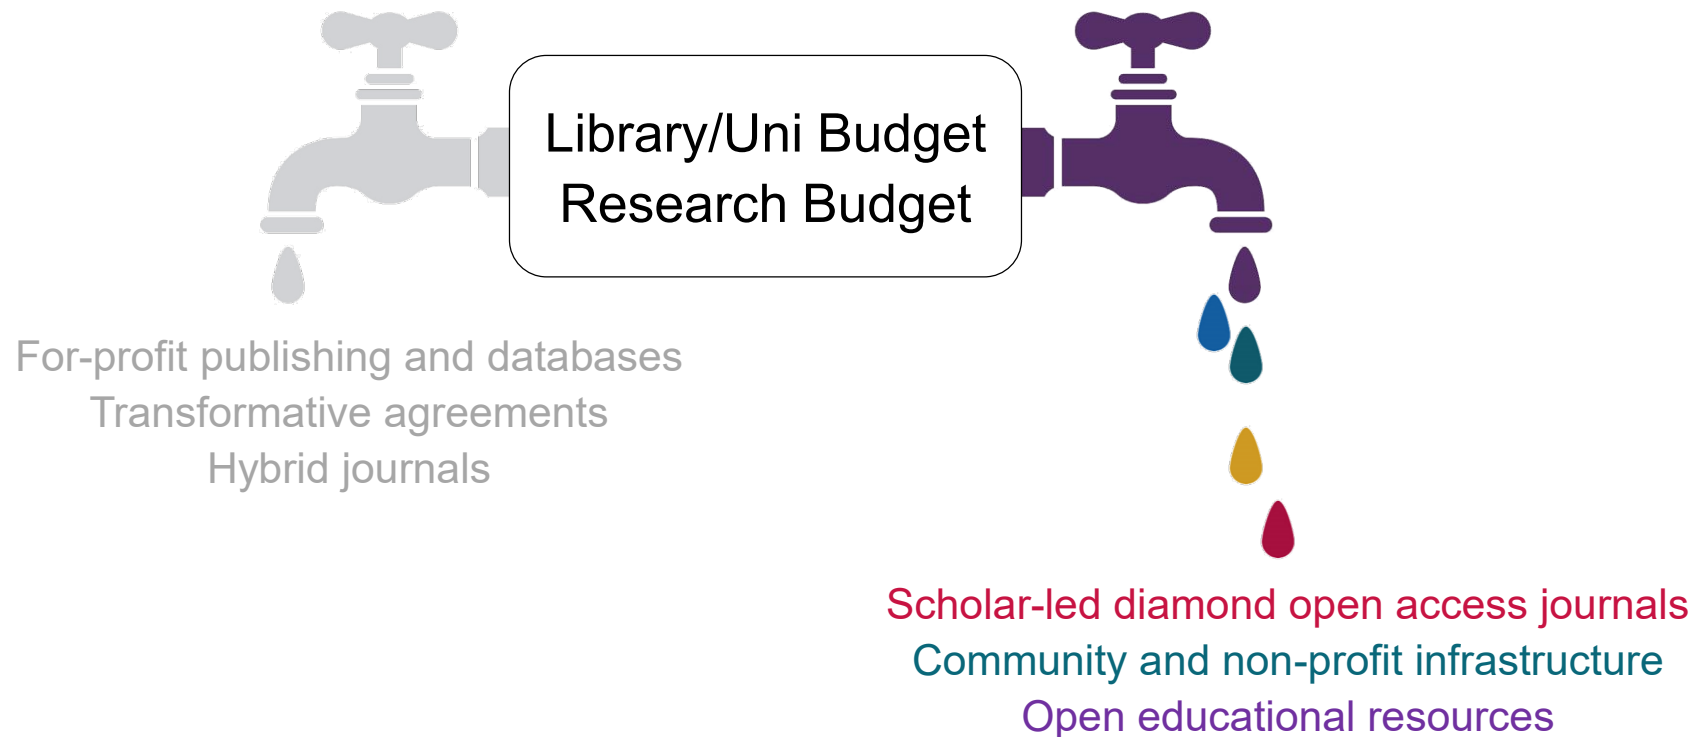 Library/Uni Budget
Research Budget
For-profit publishing and databases
Transformative agreements
Hybrid journals
Scholar-led diamond open access journals
Community and non-profit infrastructure
Open educational resources